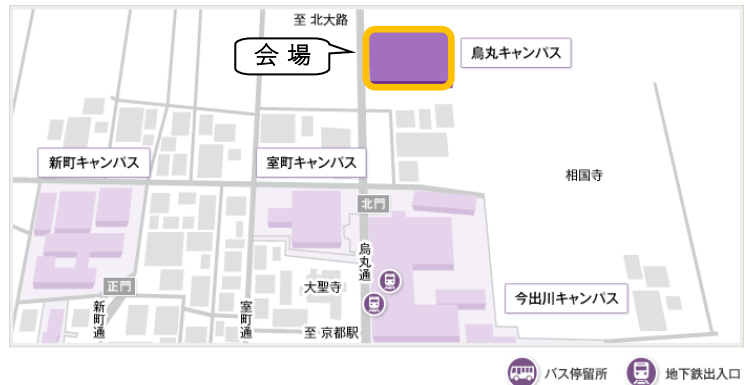 至 北大路
会場
烏丸キャンパス
新町キャンパス
室町キャンパス
相国寺
北門
烏丸通
大聖寺
正門
今出川キャンパス
新町通
室町通
至 京都駅
バス停留所
地下鉄出入口